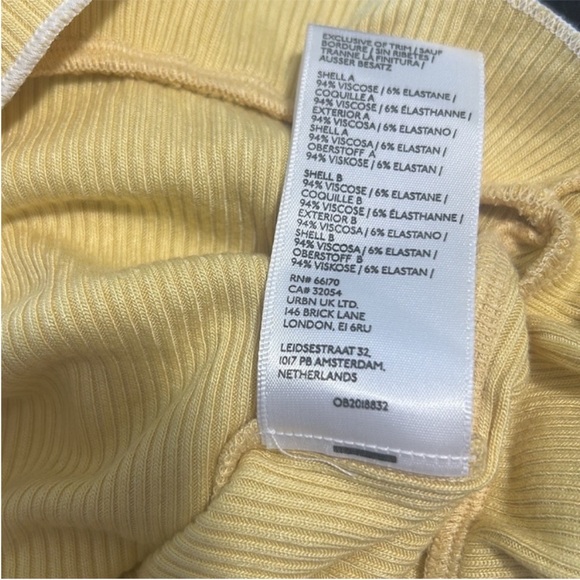 EXCLUSIVE OF TRIM / SAUF
BORDURE / SIN RIBETES /
TRANNE LA FINITURA /
AUSSER BESATZ
SHELL A
94% VISCOSE / 6% ELASTANE /
COQUILLE A
94% VISCOSE / 6% ELASTHANNE /
EXTERIOR A
94% VISCOSA / 6% ELASTANO /
SHELL A
94% VISCOSA / 6% ELASTAN /
OBERSTOFF A
94% VISKOSE / 6% ELASTAN /
SHELL B
94% VISCOSE / 6% ELASTANE /
COQUILLE B
94% VISCOSE / 6% ELASTHANNE /
EXTERIOR B
94% VISCOSA / 6% ELASTANO /
SHELL B
94% VISCOSA / 6% ELASTAN /
OBERSTOFF B
94% VISKOSE / 6% ELASTAN /
RN# 66170
CA# 32054
URBN UK LTD.
146 BRICK LANE
LONDON, E1 6RU
LEIDSESTRAAT 32,
1017 PB AMSTERDAM,
NETHERLANDS
OB2018832